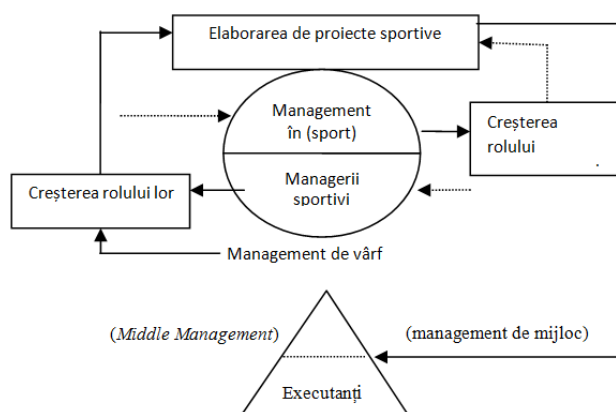 Elaborarea de proiecte sportive
Management
în (sport)
Creșterea
rolului
Managerii
sportivi
Creșterea rolului lor
Management de vârf
(Middle Management)
(management de mijloc)
Executanți